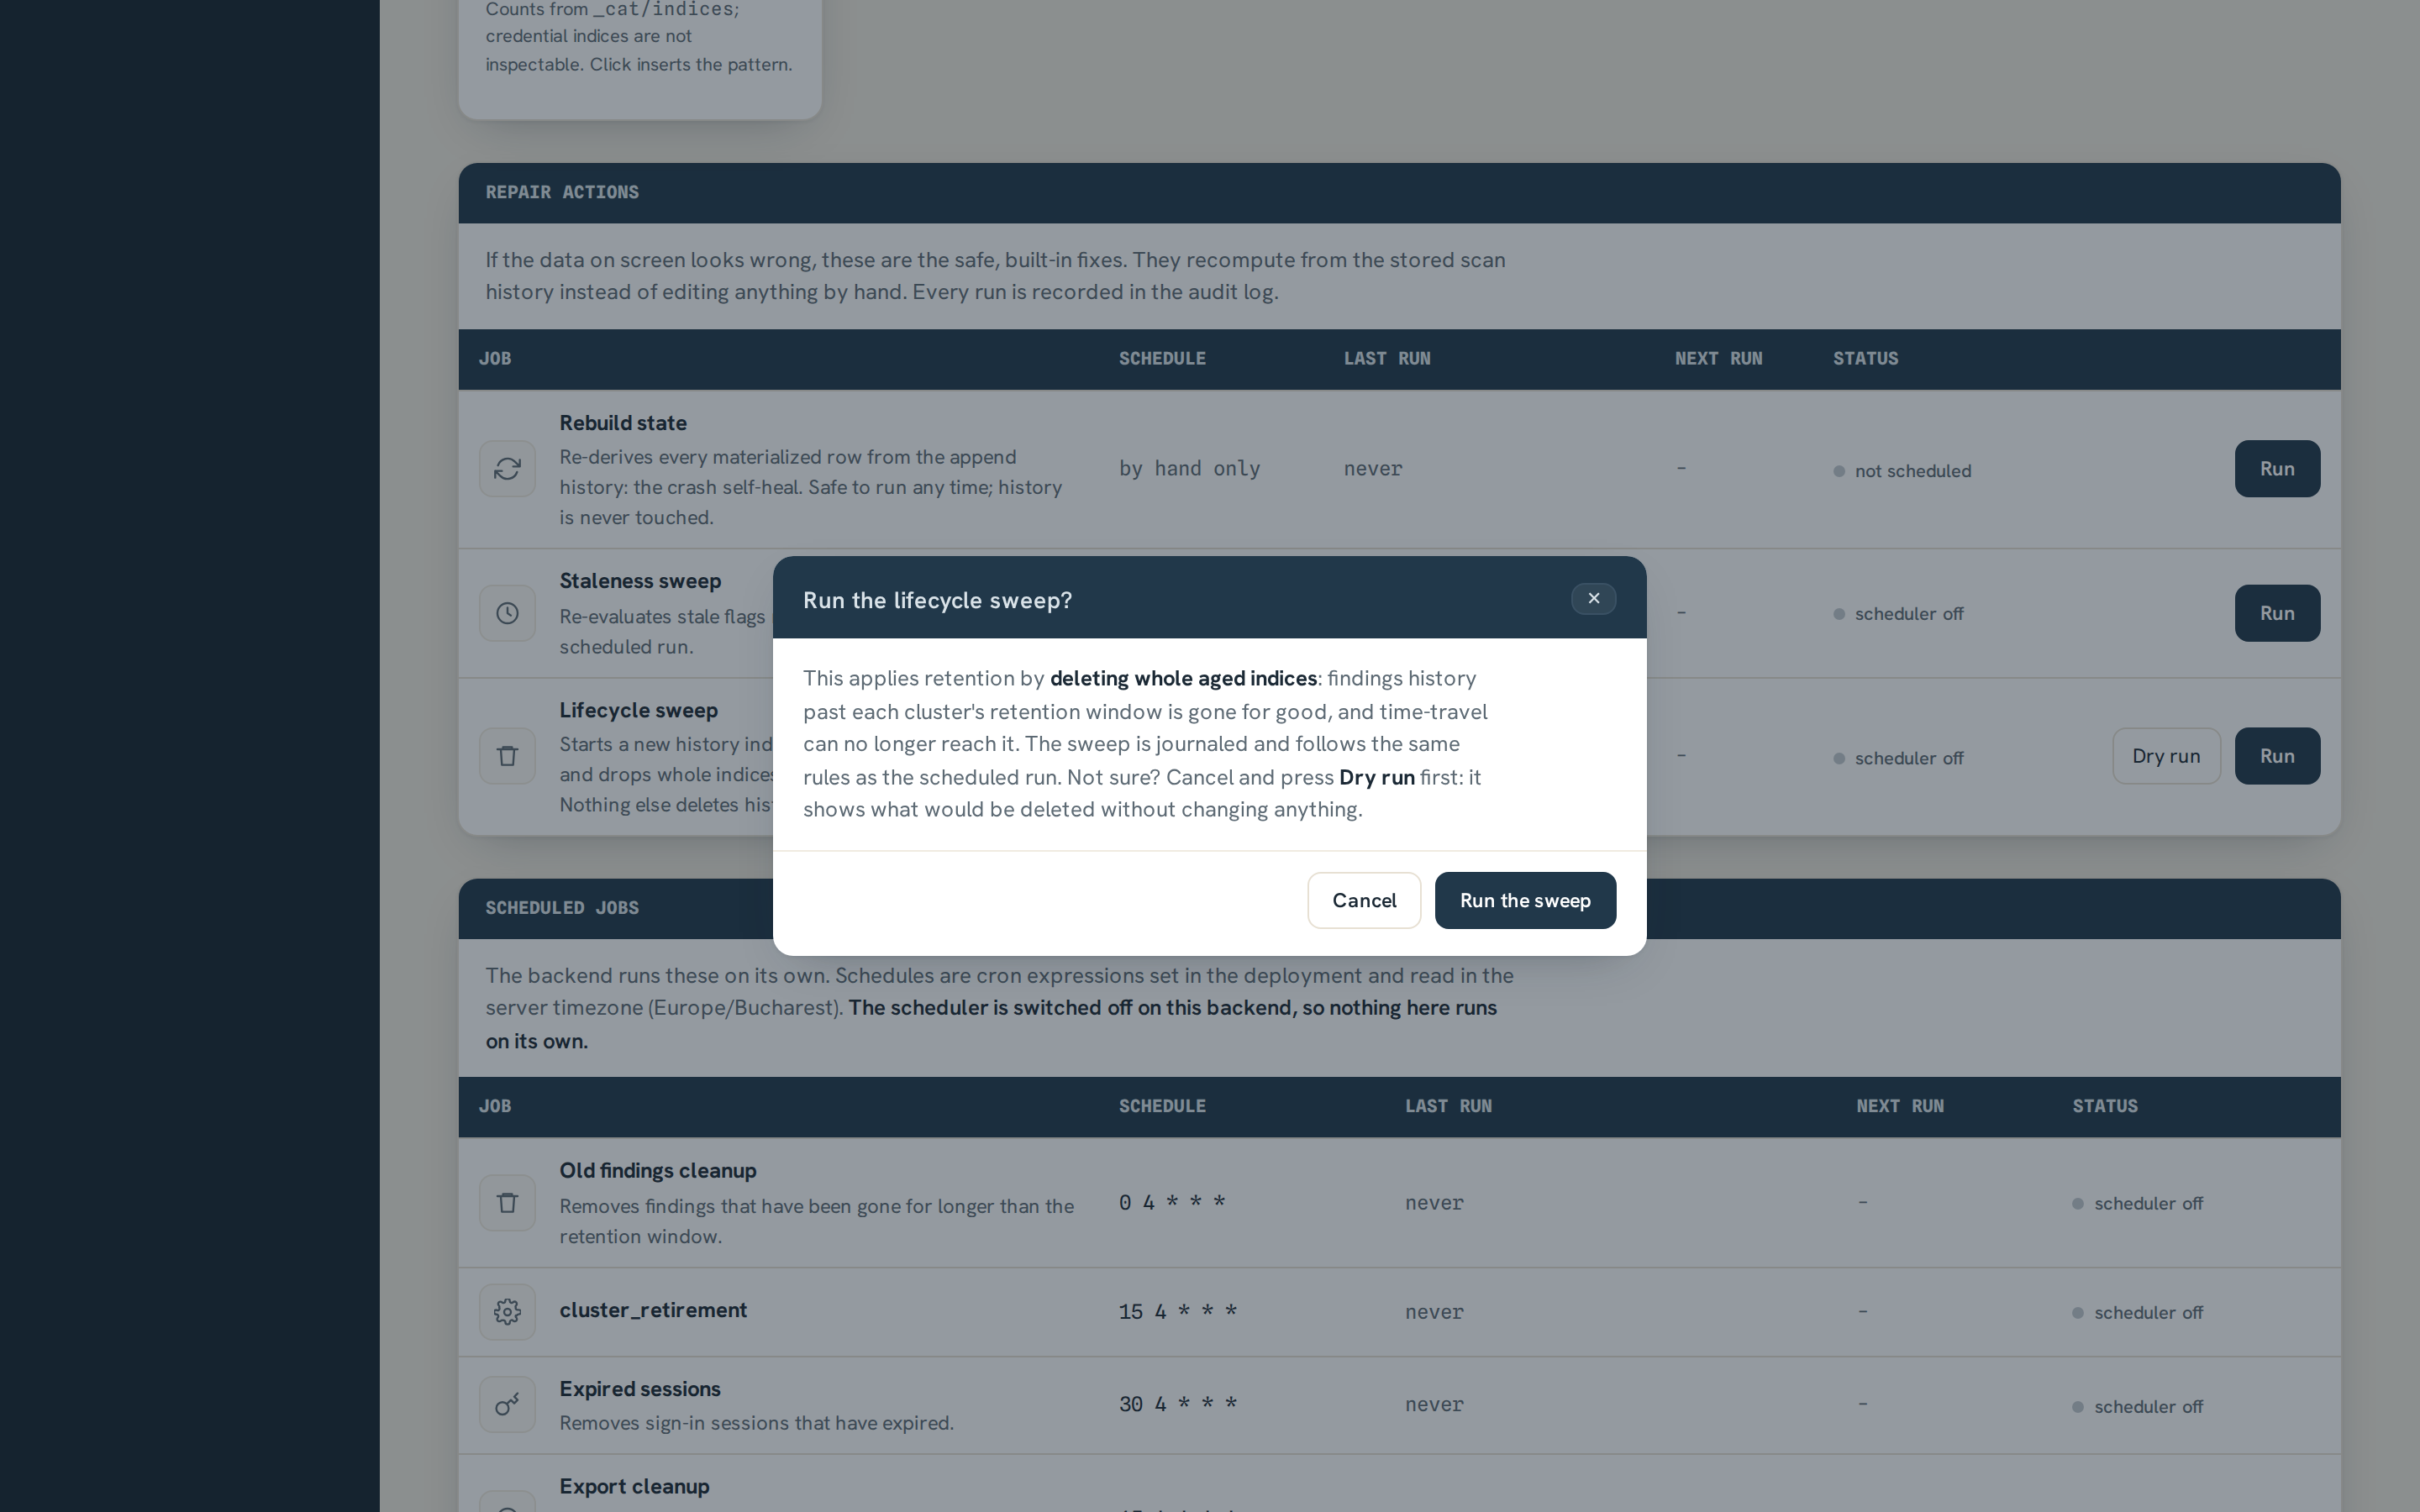 Counts from _cat/indices;
credential indices are not
inspectable. Click inserts the pattern.
REPAIR ACTIONS
If the data on screen looks wrong, these are the safe, built-in fixes. They recompute from the stored scan
history instead of editing anything by hand. Every run is recorded in the audit log.
JOB SCHEDULE LAST RUN NEXT RUN STATUS
Rebuild state
Re-derives every materialized row from the append
history: the crash self-heal. Safe to run any time; history
is never touched.
by hand only never - not scheduled Run
Staleness sweep
Re-evaluates stale flags
scheduled run.
- scheduler off Run
Lifecycle sweep
Starts a new history ind
and drops whole indices
Nothing else deletes his
- scheduler off Dry run Run
Run the lifecycle sweep? ×
This applies retention by deleting whole aged indices: findings history
past each cluster's retention window is gone for good, and time-travel
can no longer reach it. The sweep is journaled and follows the same
rules as the scheduled run. Not sure? Cancel and press Dry run first: it
shows what would be deleted without changing anything.
Cancel Run the sweep
SCHEDULED JOBS
The backend runs these on its own. Schedules are cron expressions set in the deployment and read in the
server timezone (Europe/Bucharest). The scheduler is switched off on this backend, so nothing here runs
on its own.
JOB SCHEDULE LAST RUN NEXT RUN STATUS
Old findings cleanup
Removes findings that have been gone for longer than the
retention window.
0 4 * * * never - scheduler off
cluster_retirement 15 4 * * * never - scheduler off
Expired sessions
Removes sign-in sessions that have expired.
30 4 * * * never - scheduler off
Export cleanup